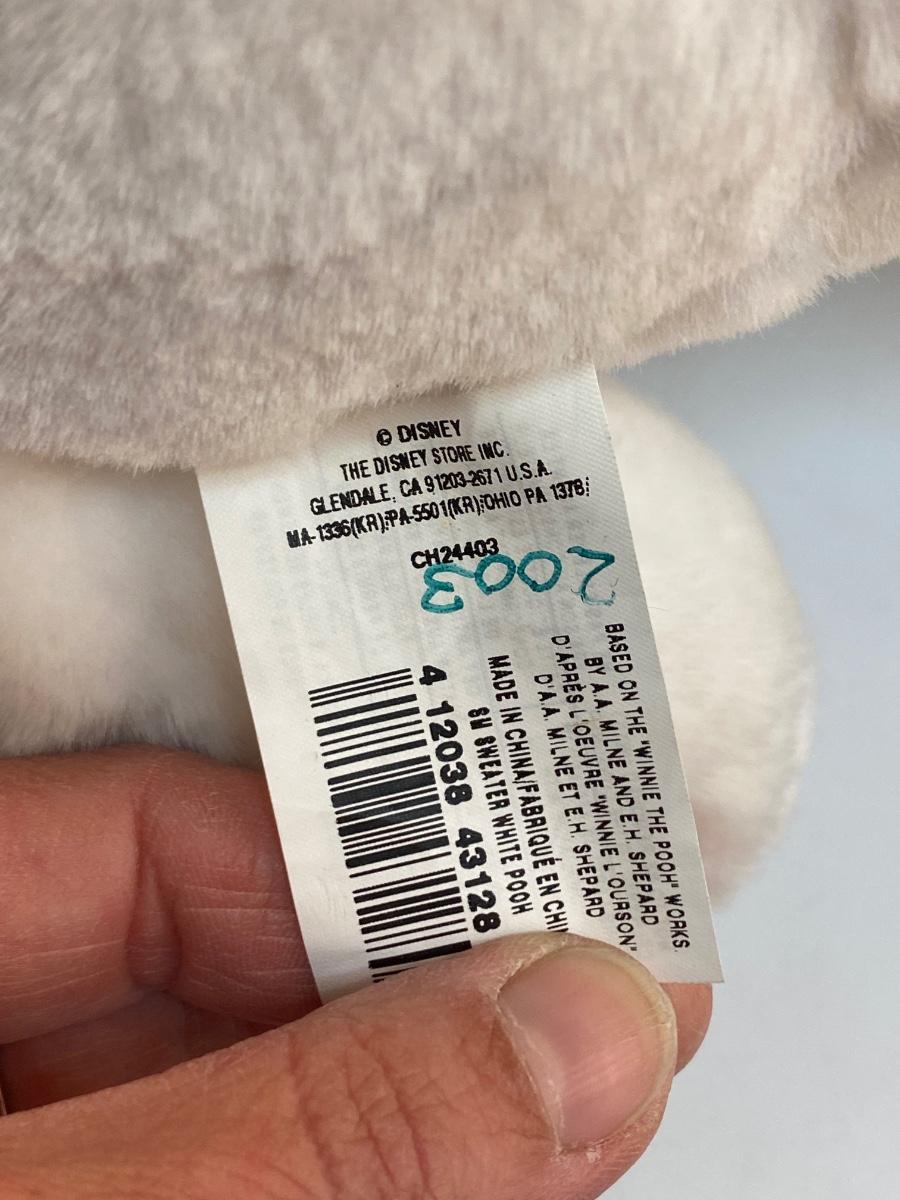 © DISNEY
THE DISNEY STORE INC.
GLENDALE, CA 91203-2671 U.S.A.
MA-1336(KR);PA-5501(KR);OHIO PA 1378;
CH24403
2003
BASED ON THE "WINNIE THE POOH" WORKS.
BY A.A. MILNE AND E.H. SHEPARD
D'APRÈS L'OEUVRE "WINNIE L'OURSON"
D'A.A. MILNE ET E.H. SHEPARD
MADE IN CHINA/FABRIQUÉ EN CHI
SN SWEATER WHITE POOH
4 12038 43128